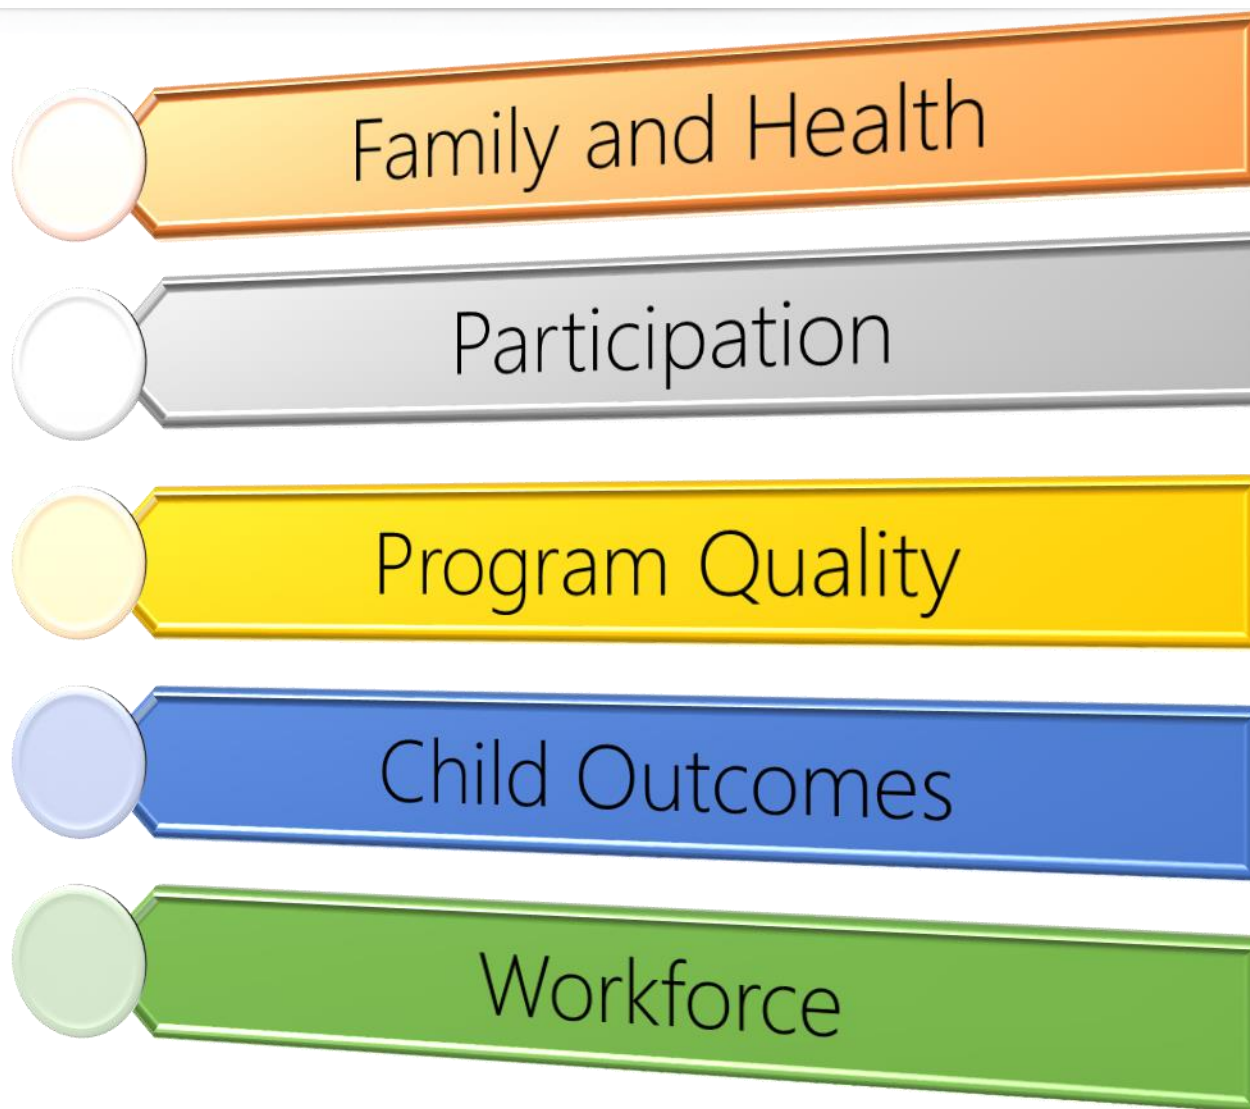 Family and Health
Participation
Program Quality
Child Outcomes
Workforce